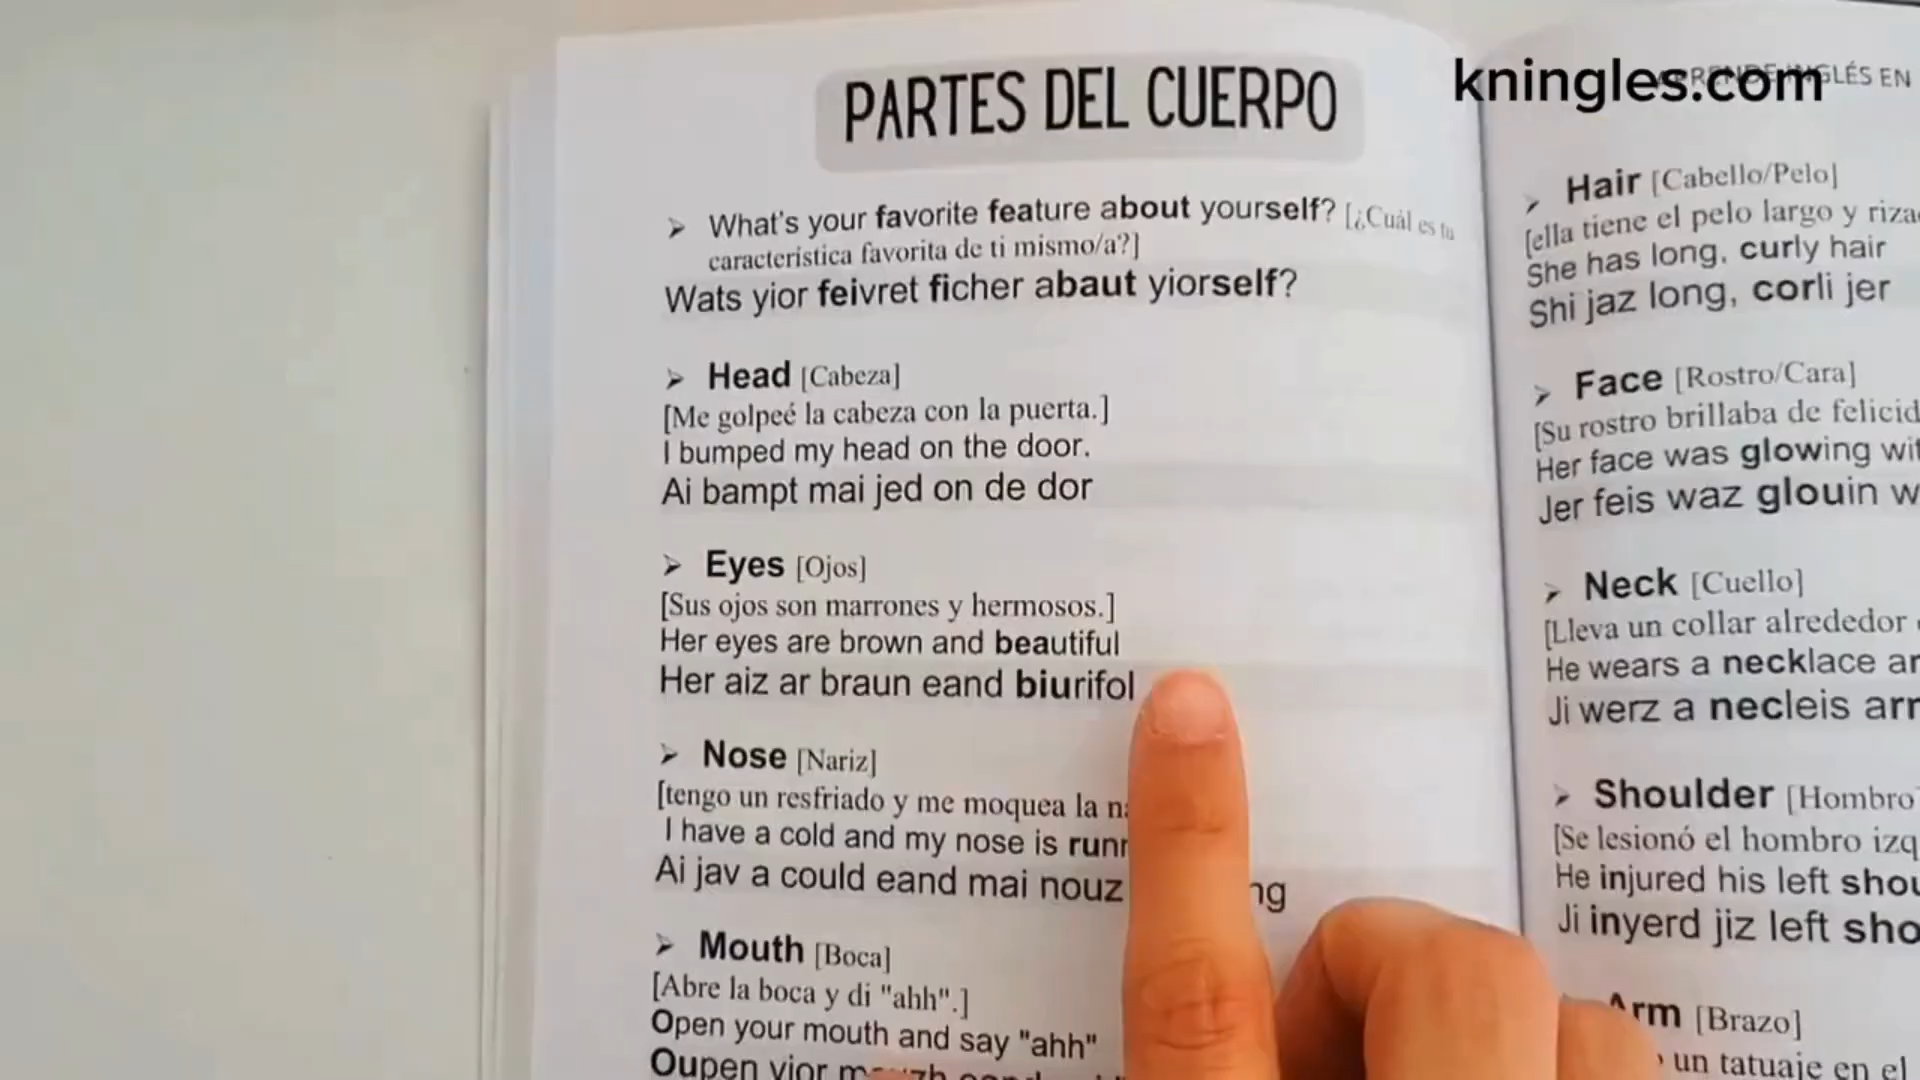 PARTES DEL CUERPO
➢ What's your favorite feature about yourself? [¿Cuál es tu
característica favorita de ti mismo/a?]
Wats yior feivret ficher abaut yiorself?
➢ Head [Cabeza]
[Me golpeé la cabeza con la puerta.]
I bumped my head on the door.
Ai bampt mai jed on de dor
➢ Eyes [Ojos]
[Sus ojos son marrones y hermosos.]
Her eyes are brown and beautiful
Her aiz ar braun eand biurifol
➢ Nose [Nariz]
[tengo un resfriado y me moquea la
I have a cold and my nose is
Ai jav a could eand mai nouz
➢ Mouth [Boca]
[Abre la boca y di "ahh".]
Open your mouth and say "ahh"
Oupen yior
kningles.com
INGLÉS EN
➢ Hair [Cabello/Pelo]
[ella tiene el pelo largo y
She has long, curly hair
Shi jaz long, corli jer
➢ Face [Rostro/Cara]
[Su rostro brillaba de
Her face was glowing
Jer feis waz glouin
➢ Neck [Cuello]
[Lleva un collar alrededor
He wears a necklace
Ji werz a necleis
➢ Shoulder [Hombro]
[Se lesionó el hombro
He injured his left
Ji inyerd jiz left
Arm [Brazo]
un tatuaje en el